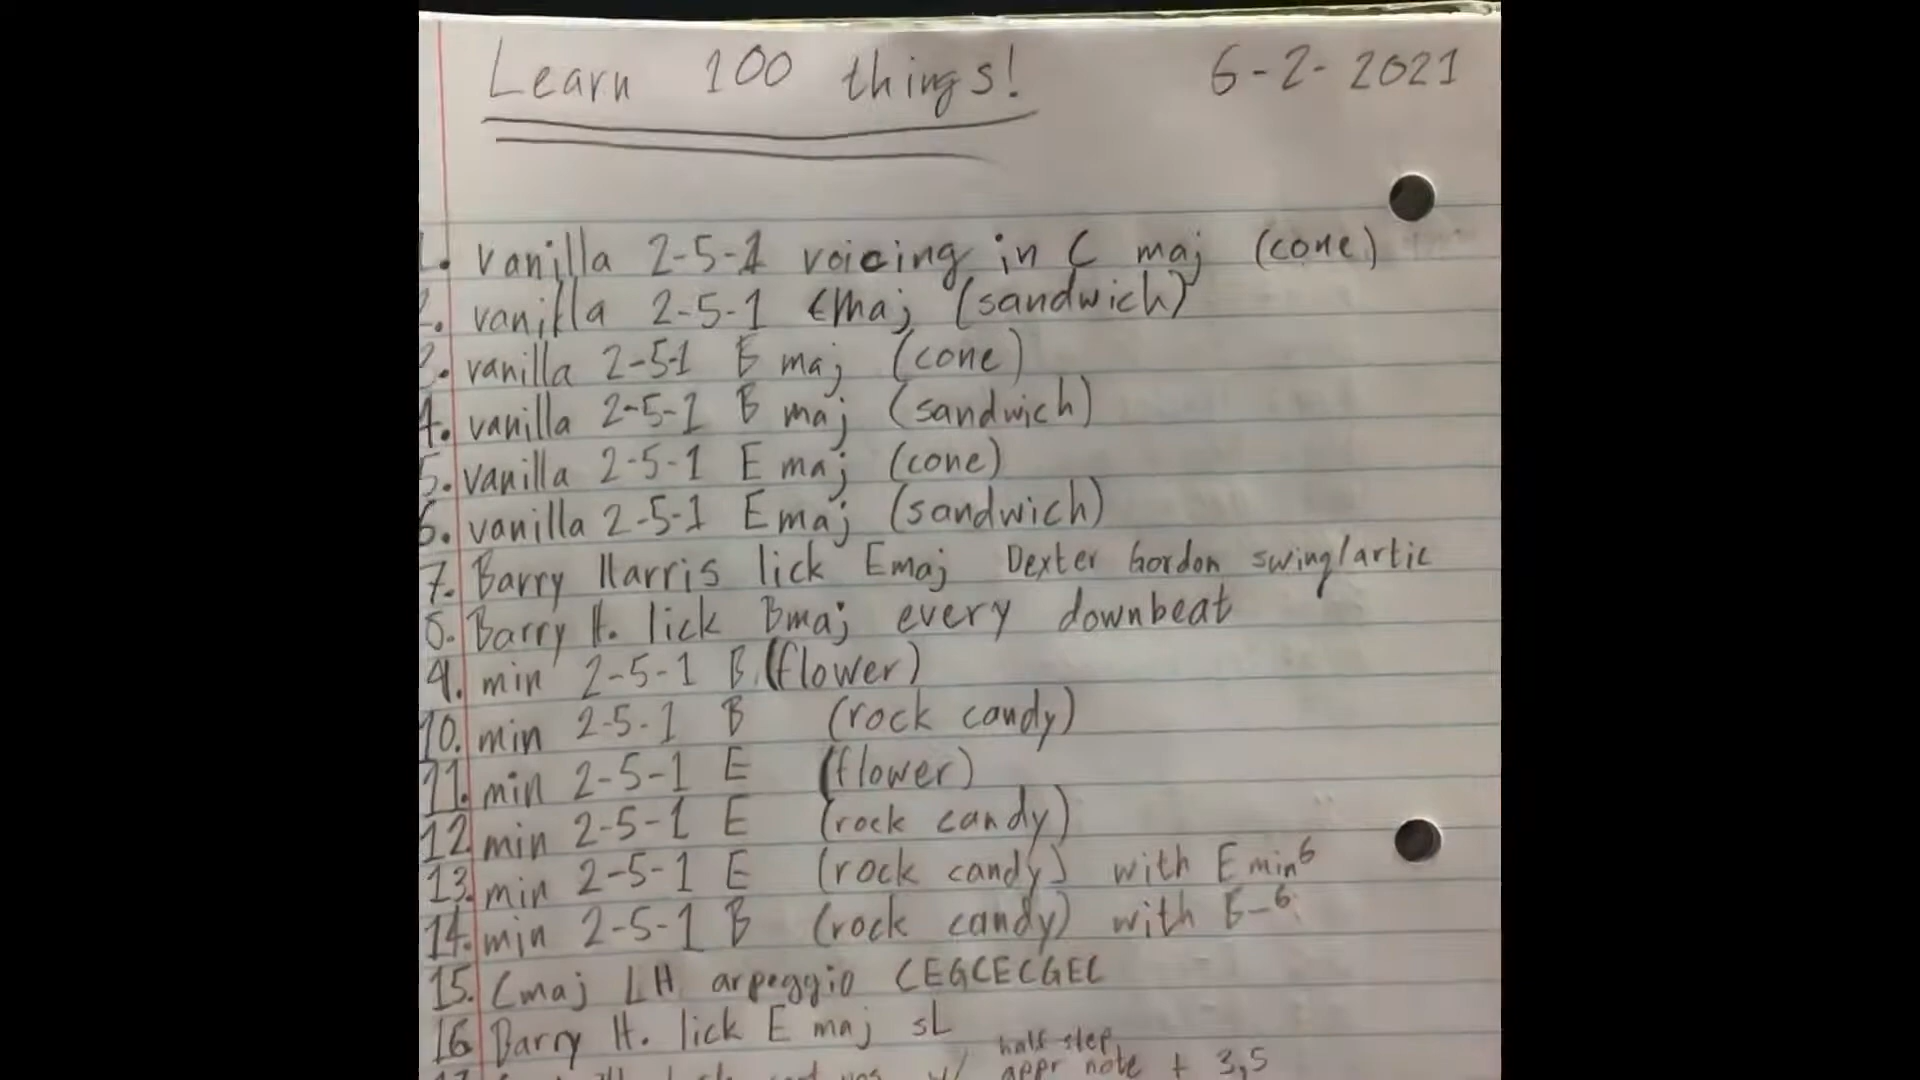 Learn 100 things! 6-2-2021
1. vanilla 2-5-1 voicing in C maj (cone)
2. vanilla 2-5-1 Cmaj (sandwich)
3. vanilla 2-5-1 B maj (cone)
4. vanilla 2-5-1 B maj (sandwich)
5. vanilla 2-5-1 E maj (cone)
6. vanilla 2-5-1 E maj (sandwich)
7. Barry Harris lick Emaj Dexter Gordon swing/artic
8. Barry H. lick Bmaj every downbeat
9. min 2-5-1 B (flower)
10. min 2-5-1 B (rock candy)
11. min 2-5-1 E (flower)
12. min 2-5-1 E (rock candy)
13. min 2-5-1 E (rock candy) with E min6
14. min 2-5-1 B (rock candy) with B-6
15. Cmaj LH arpeggio CEGCECGEC
16. Barry H. lick E maj sL
half step
appr note + 3,5